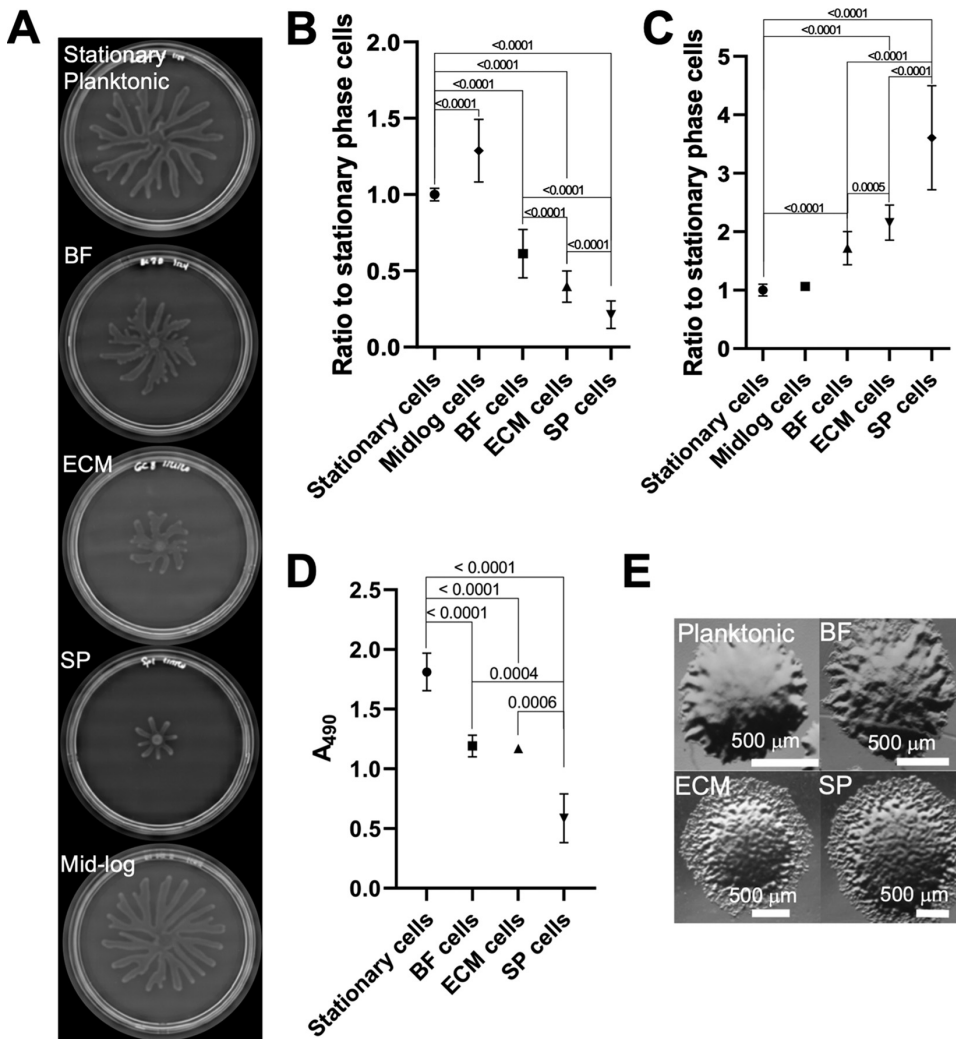 A
Stationary
Planktonic
BF
ECM
SP
Mid-log
B
Ratio to stationary phase cells
2.0
1.5
1.0
0.5
0.0
<0.0001
<0.0001
<0.0001
<0.0001
<0.0001
<0.0001
<0.0001
Stationary cells
Midlog cells
BF cells
ECM cells
SP cells
C
Ratio to stationary phase cells
6
5
4
3
2
1
0
<0.0001
<0.0001
<0.0001
<0.0001
0.0005
<0.0001
Stationary cells
Midlog cells
BF cells
ECM cells
SP cells
D
A490
2.5
2.0
1.5
1.0
0.5
0.0
< 0.0001
< 0.0001
< 0.0001
0.0004
0.0006
Stationary cells
BF cells
ECM cells
SP cells
E
Planktonic
500 µm
BF
500 µm
ECM
500 µm
SP
500 µm